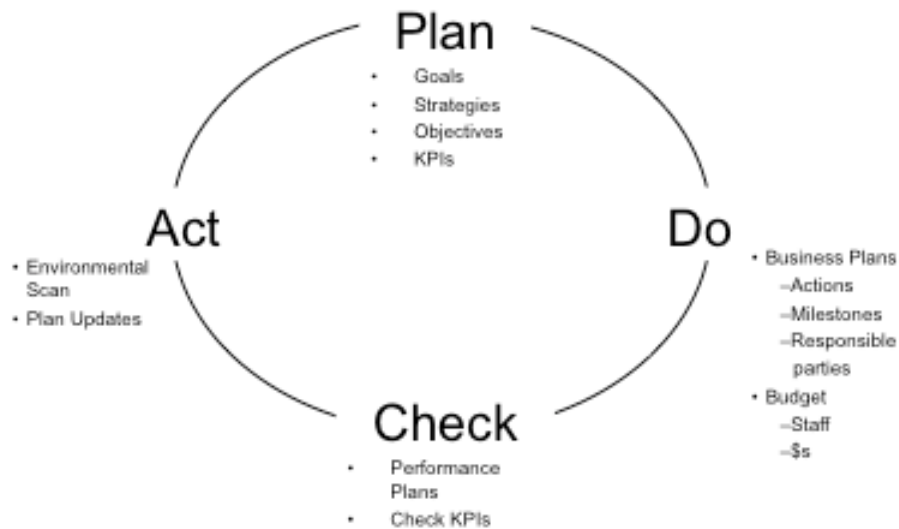 Plan
• Goals
• Strategies
• Objectives
• KPIs
Do
• Business Plans
–Actions
–Milestones
–Responsible
parties
• Budget
–Staff
–$s
Check
• Performance
Plans
• Check KPIs
Act
• Environmental
Scan
• Plan Updates